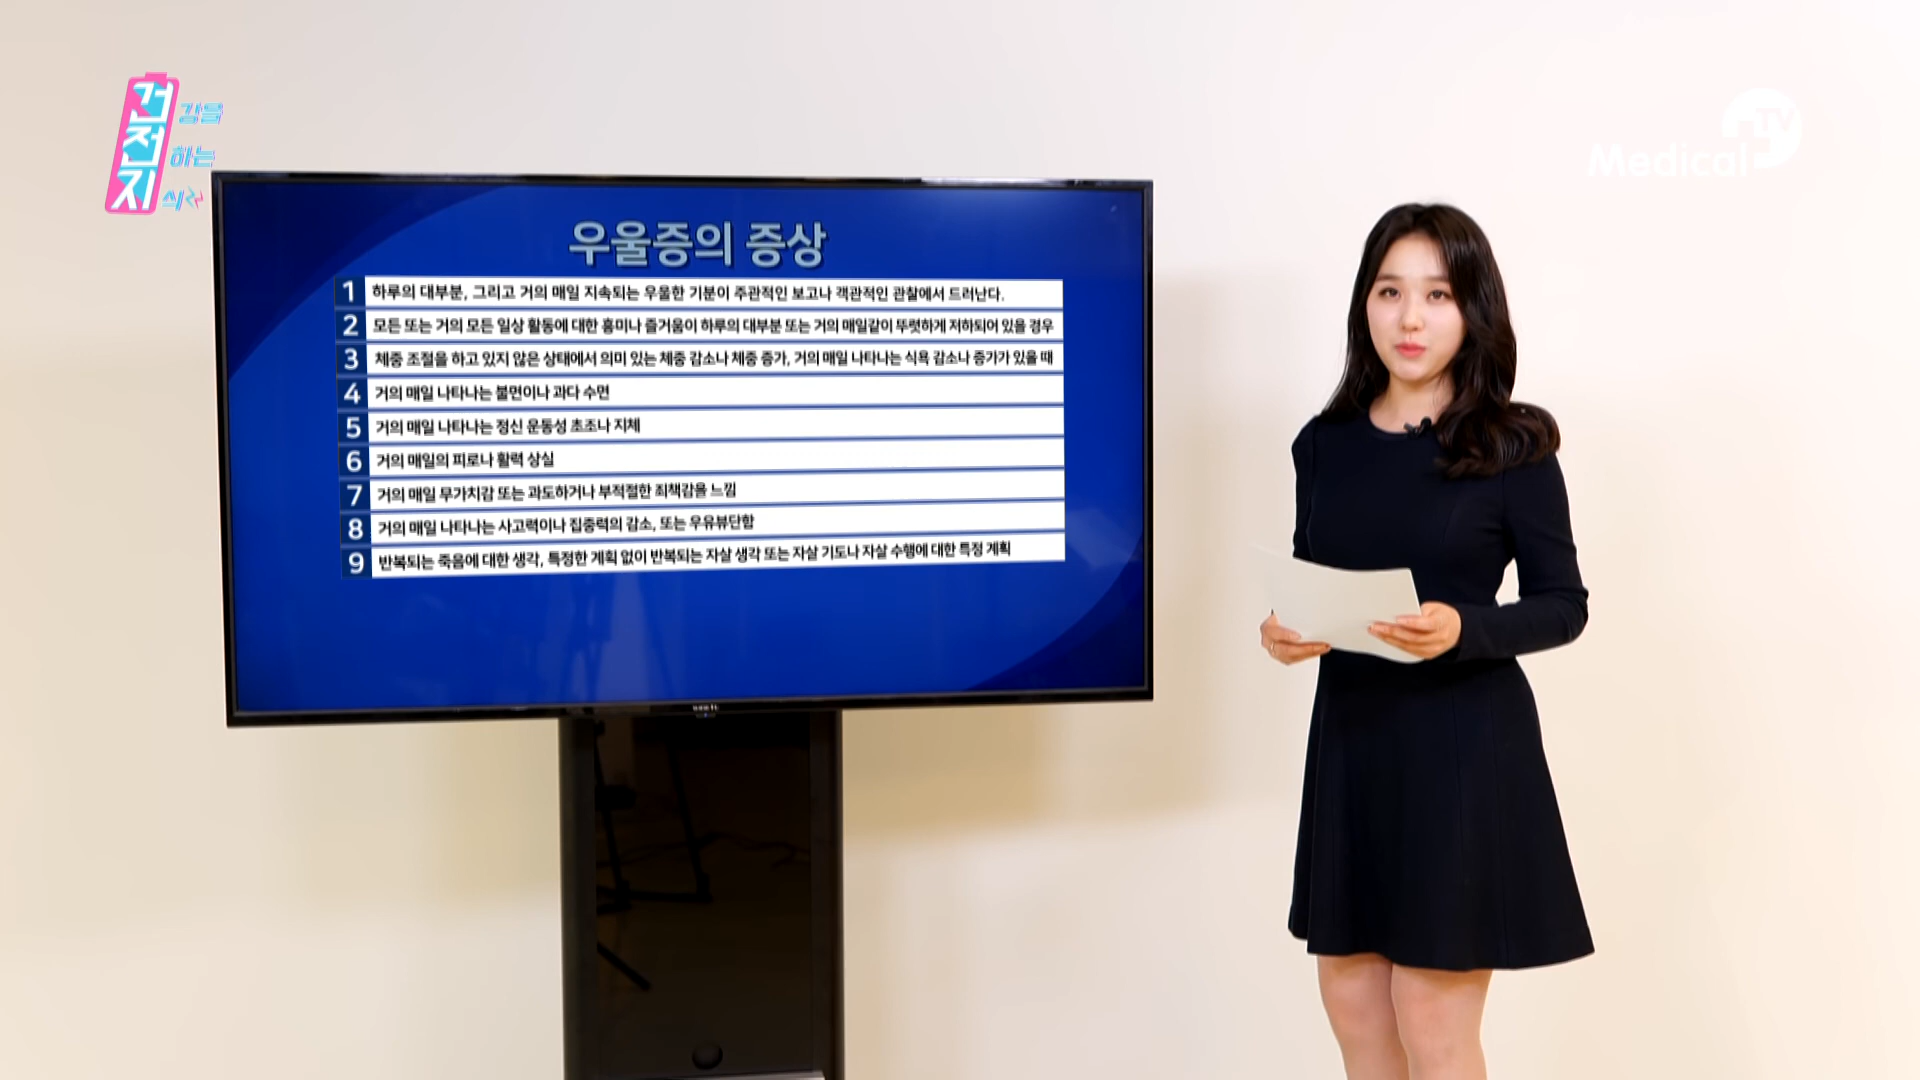 건강을
전하는
지식
Medical TV
우울증의 증상
1 하루의 대부분, 그리고 거의 매일 지속되는 우울한 기분이 주관적인 보고나 객관적인 관찰에서 드러난다.
2 모든 또는 거의 모든 일상 활동에 대한 흥미나 즐거움이 하루의 대부분 또는 거의 매일같이 뚜렷하게 저하되어 있을 경우
3 체중 조절을 하고 있지 않은 상태에서 의미 있는 체중 감소나 체중 증가, 거의 매일 나타나는 식욕 감소나 증가가 있을 때
4 거의 매일 나타나는 불면이나 과다 수면
5 거의 매일 나타나는 정신 운동성 초조나 지체
6 거의 매일의 피로나 활력 상실
7 거의 매일 무가치감 또는 과도하거나 부적절한 죄책감을 느낌
8 거의 매일 나타나는 사고력이나 집중력의 감소, 또는 우유뷰단함
9 반복되는 죽음에 대한 생각, 특정한 계획 없이 반복되는 자살 생각 또는 자살 기도나 자살 수행에 대한 특정 계획